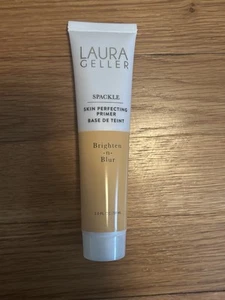 LAURA
GELLER
SPACKLE
SKIN PERFECTING
PRIMER
BASE DE TEINT
Brighten
-n-
Blur